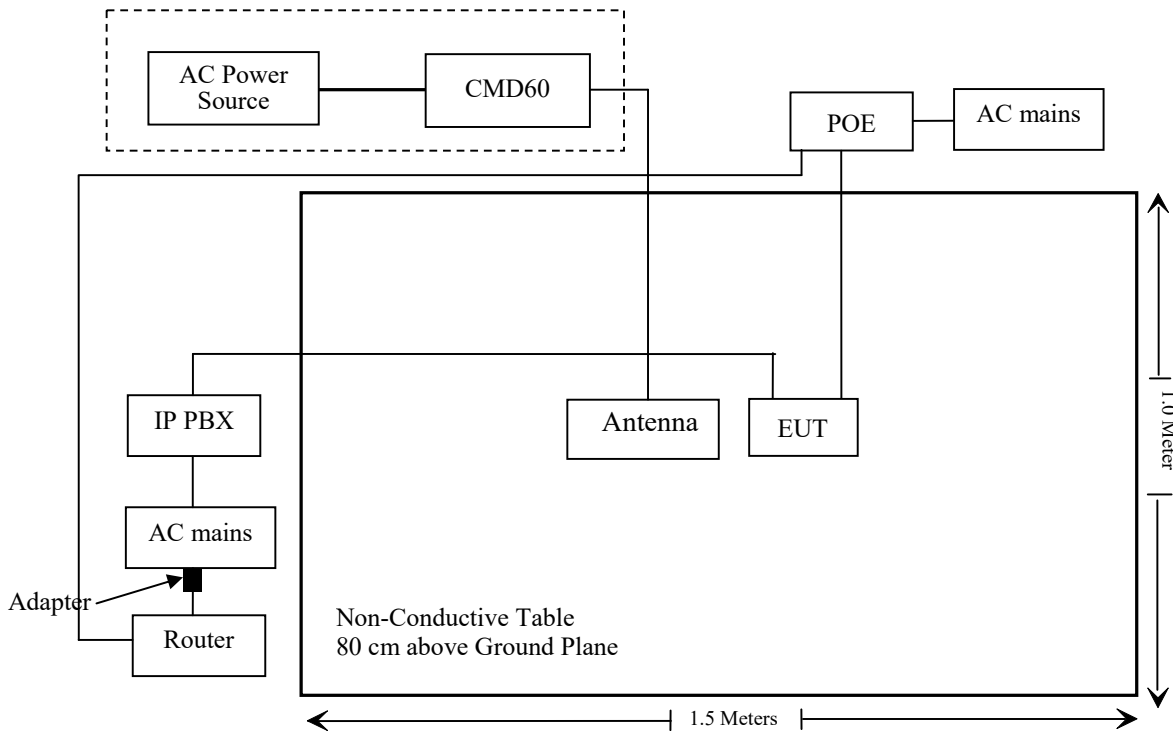 AC Power
Source
CMD60
POE
AC mains
IP PBX
Antenna
EUT
1.0 Meter
AC mains
Adapter
Router
Non-Conductive Table
80 cm above Ground Plane
1.5 Meters